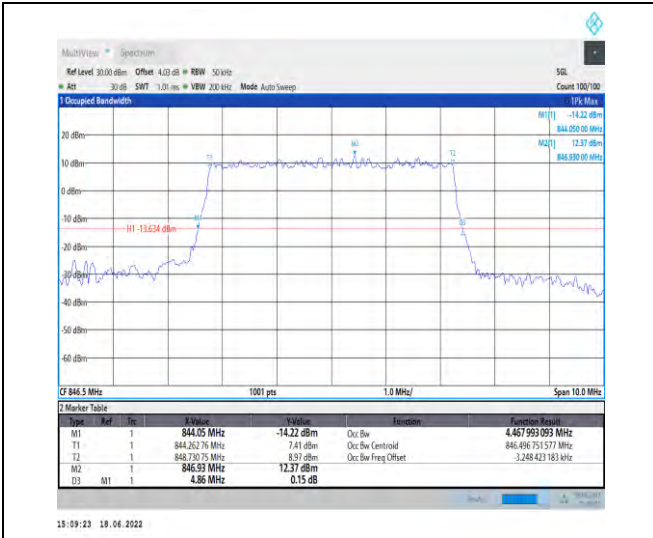 MultiView Spectrum
Ref Level 30.00 dBm Offset 4.03 dB RBW 50 kHz SGL
Att 30 dB SWT 1.01 ms VBW 200 kHz Mode Auto Sweep Count 100/100
1 Occupied Bandwidth 1Pk Max
M1[1] -14.22 dBm
844.050 00 MHz
M2[1] 12.37 dBm
846.930 00 MHz
20 dBm
M2
T1
T2
10 dBm
0 dBm
-10 dBm
M1
D3
H1 -13.634 dBm
-20 dBm
-30 dBm
-40 dBm
-50 dBm
-60 dBm
CF 846.5 MHz 1001 pts 1.0 MHz/ Span 10.0 MHz
2 Marker Table
Type Ref Trc X-Value Y-Value Function Function Result
M1 1 844.05 MHz -14.22 dBm Occ Bw 4.467 993 093 MHz
T1 1 844.262 76 MHz 7.41 dBm Occ Bw Centroid 846.496 751 577 MHz
T2 1 848.730 75 MHz 8.97 dBm Occ Bw Freq Offset -3.248 423 183 kHz
M2 1 846.93 MHz 12.37 dBm
D3 M1 1 4.86 MHz 0.15 dB
15:09:23 18.06.2022